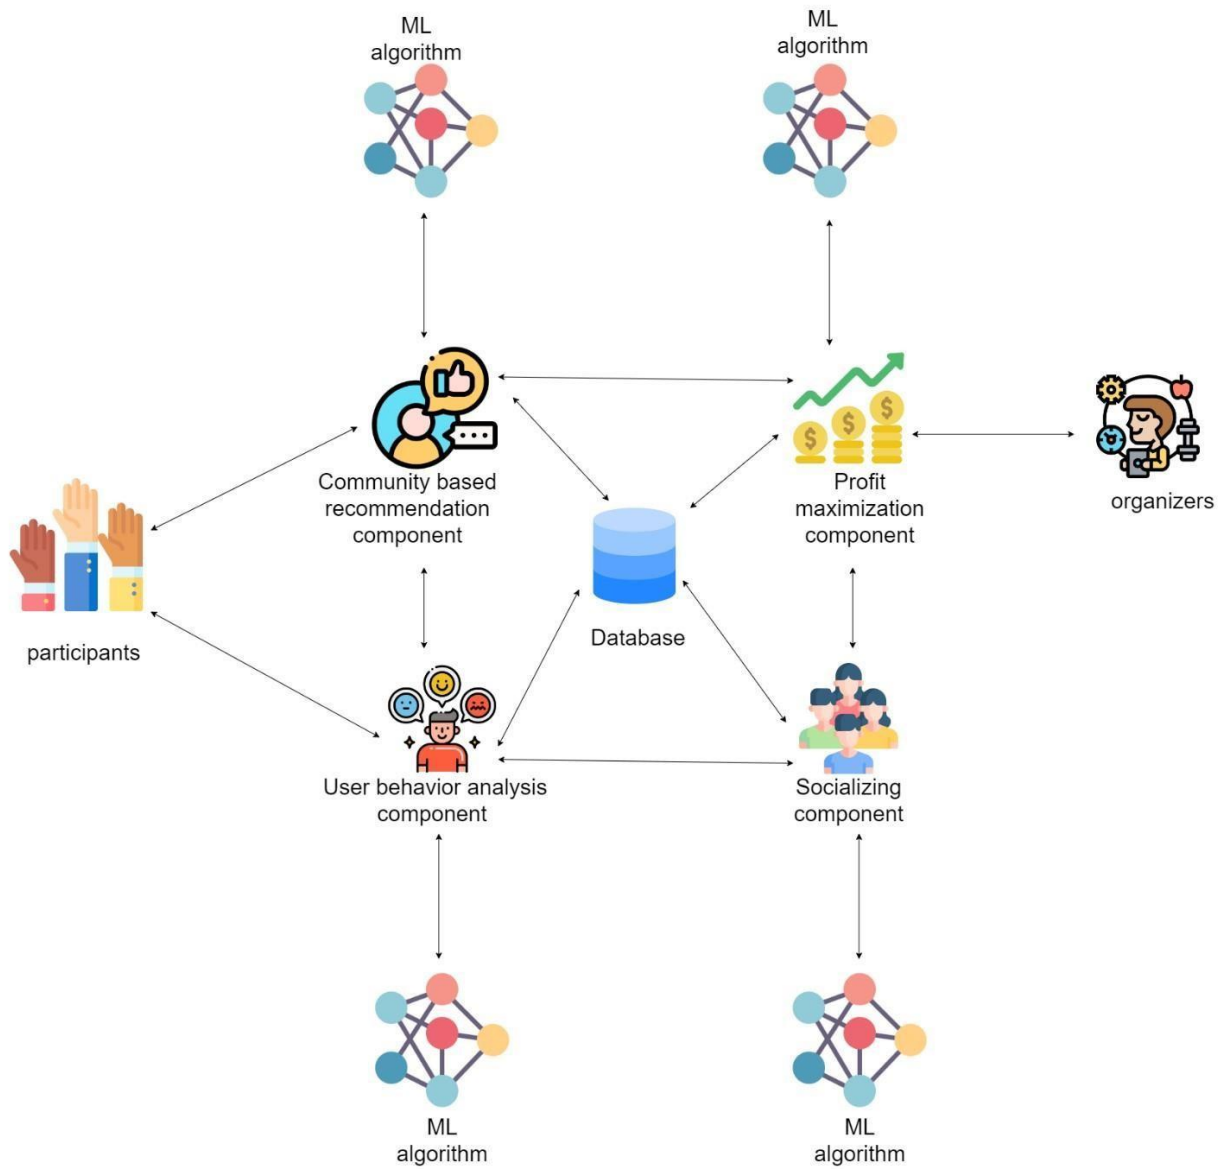 ML
algorithm
ML
algorithm
Community based
recommendation
component
Profit
maximization
component
organizers
participants
Database
User behavior analysis
component
Socializing
component
ML
algorithm
ML
algorithm